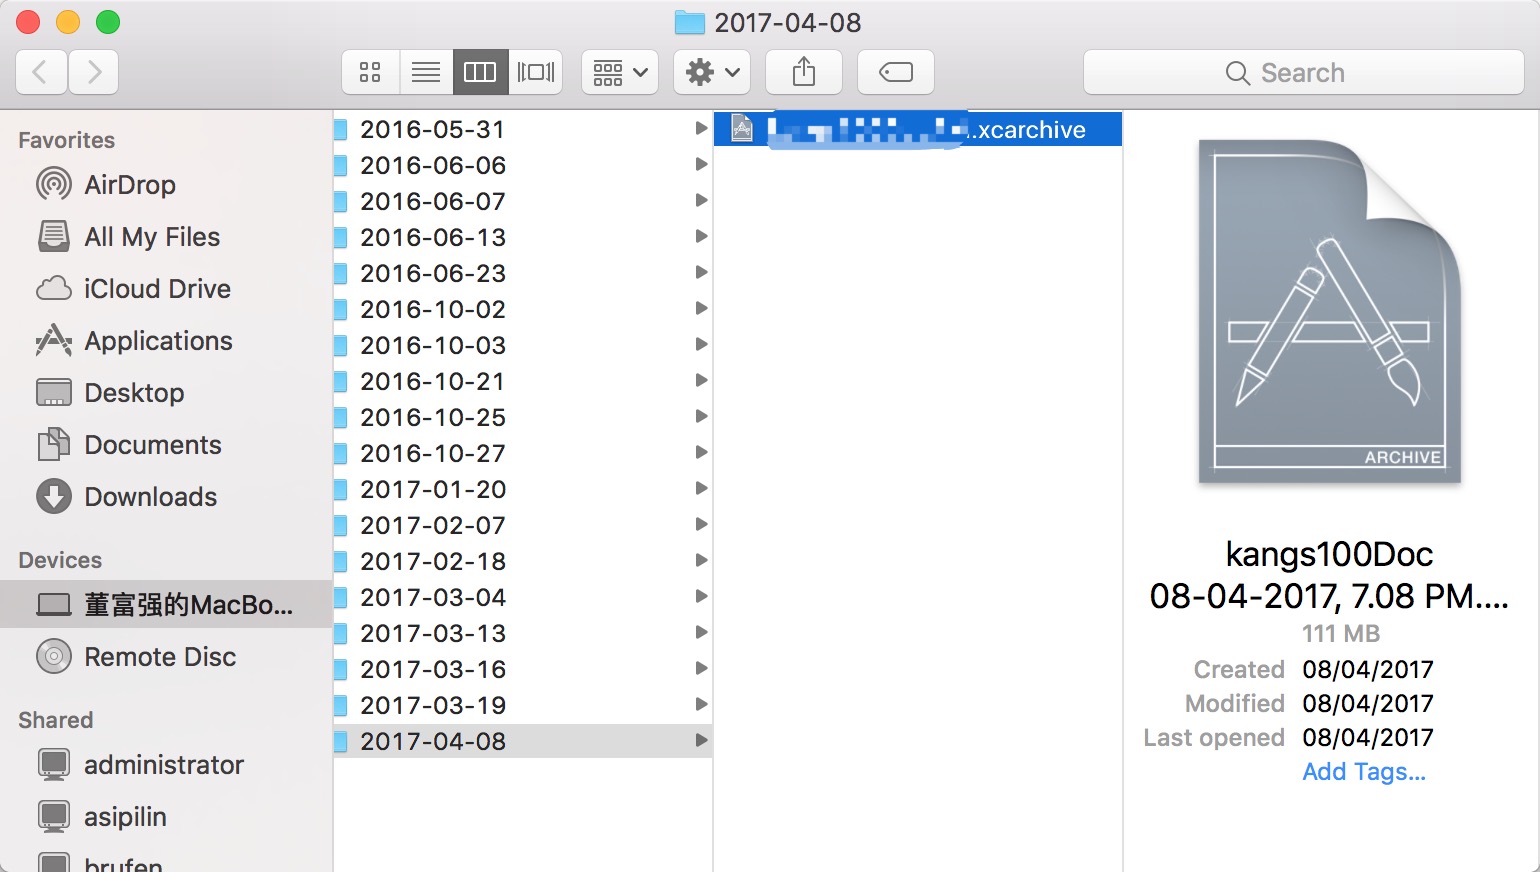 2017-04-08
Search
Favorites
AirDrop
All My Files
iCloud Drive
Applications
Desktop
Documents
Downloads
Devices
董富强的MacBo...
Remote Disc
Shared
administrator
asipilin
brufen
2016-05-31
2016-06-06
2016-06-07
2016-06-13
2016-06-23
2016-10-02
2016-10-03
2016-10-21
2016-10-25
2016-10-27
2017-01-20
2017-02-07
2017-02-18
2017-03-04
2017-03-13
2017-03-16
2017-03-19
2017-04-08
.xcarchive
ARCHIVE
kangs100Doc
08-04-2017, 7.08 PM....
111 MB
Created 08/04/2017
Modified 08/04/2017
Last opened 08/04/2017
Add Tags...